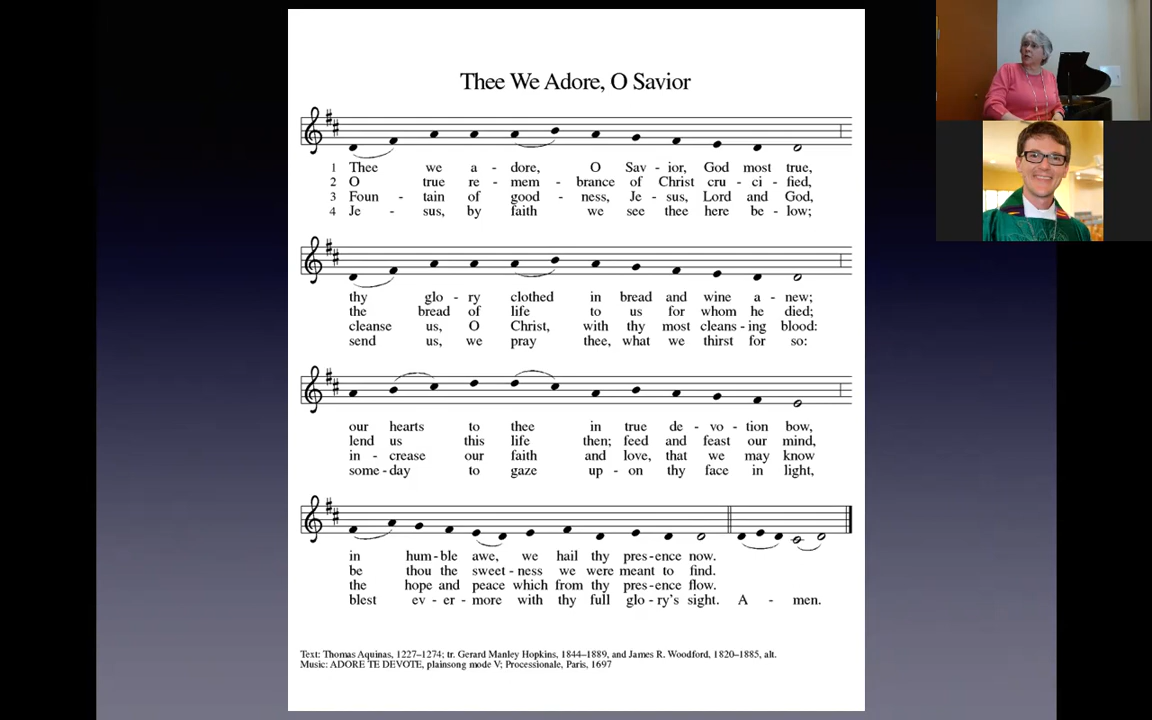 Thee We Adore, O Savior
1 Thee we a - dore, O Sav - ior, God most true,
2 O true re - mem - brance of Christ cru - ci - fied,
3 Foun - tain of good - ness, Je - sus, Lord and God,
4 Je - sus, by faith we see thee here be - low;
thy glo - ry clothed in bread and wine a - new;
the bread of life to us for whom he died;
cleanse us, O Christ, with thy most cleans - ing blood:
send us, we pray thee, what we thirst for so:
our hearts to thee in true de - vo - tion bow,
lend us this life then; feed and feast our mind,
in - crease our faith and love, that we may know
some - day to gaze up - on thy face in light,
in hum - ble awe, we hail thy pres - ence now.
be thou the sweet - ness we were meant to find.
the hope and peace which from thy pres - ence flow.
blest ev - er - more with thy full glo - ry's sight. A - men.
Text: Thomas Aquinas, 1227–1274; tr. Gerard Manley Hopkins, 1844–1889, and James R. Woodford, 1820–1885, alt.
Music: ADORE TE DEVOTE, plainsong mode V; Processionale, Paris, 1697